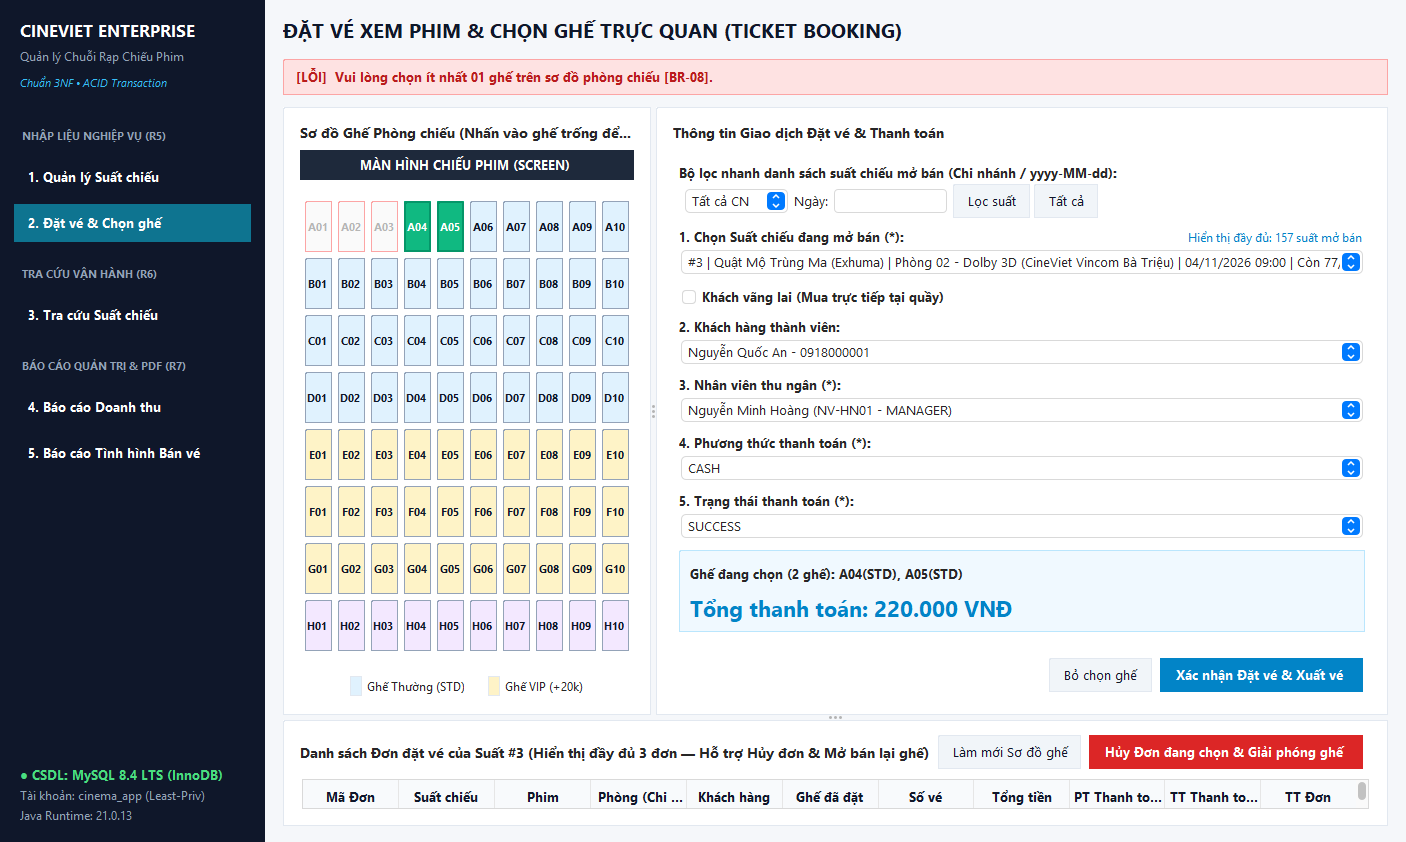 CINEVIET ENTERPRISE
Quản lý Chuỗi Rạp Chiếu Phim
Chuẩn 3NF • ACID Transaction
NHẬP LIỆU NGHIỆP VỤ (R5)
1. Quản lý Suất chiếu
2. Đặt vé & Chọn ghế
TRA CỨU VẬN HÀNH (R6)
3. Tra cứu Suất chiếu
BÁO CÁO QUẢN TRỊ & PDF (R7)
4. Báo cáo Doanh thu
5. Báo cáo Tình hình Bán vé
● CSDL: MySQL 8.4 LTS (InnoDB)
Tài khoản: cinema_app (Least-Priv)
Java Runtime: 21.0.13
ĐẶT VÉ XEM PHIM & CHỌN GHẾ TRỰC QUAN (TICKET BOOKING)
[LỖI] Vui lòng chọn ít nhất 01 ghế trên sơ đồ phòng chiếu [BR-08].
Sơ đồ Ghế Phòng chiếu (Nhấn vào ghế trống để...
MÀN HÌNH CHIẾU PHIM (SCREEN)
A01 A02 A03 A04 A05 A06 A07 A08 A09 A10
B01 B02 B03 B04 B05 B06 B07 B08 B09 B10
C01 C02 C03 C04 C05 C06 C07 C08 C09 C10
D01 D02 D03 D04 D05 D06 D07 D08 D09 D10
E01 E02 E03 E04 E05 E06 E07 E08 E09 E10
F01 F02 F03 F04 F05 F06 F07 F08 F09 F10
G01 G02 G03 G04 G05 G06 G07 G08 G09 G10
H01 H02 H03 H04 H05 H06 H07 H08 H09 H10
Ghế Thường (STD) Ghế VIP (+20k)
Thông tin Giao dịch Đặt vé & Thanh toán
Bộ lọc nhanh danh sách suất chiếu mở bán (Chi nhánh / yyyy-MM-dd):
Tất cả CN Ngày: Lọc suất Tất cả
1. Chọn Suất chiếu đang mở bán (*): Hiển thị đầy đủ: 157 suất mở bán
#3 | Quật Mộ Trùng Ma (Exhuma) | Phòng 02 - Dolby 3D (CineViet Vincom Bà Triệu) | 04/11/2026 09:00 | Còn 77,
Khách vãng lai (Mua trực tiếp tại quầy)
2. Khách hàng thành viên:
Nguyễn Quốc An - 0918000001
3. Nhân viên thu ngân (*):
Nguyễn Minh Hoàng (NV-HN01 - MANAGER)
4. Phương thức thanh toán (*):
CASH
5. Trạng thái thanh toán (*):
SUCCESS
Ghế đang chọn (2 ghế): A04(STD), A05(STD)
Tổng thanh toán: 220.000 VNĐ
Bỏ chọn ghế Xác nhận Đặt vé & Xuất vé
Danh sách Đơn đặt vé của Suất #3 (Hiển thị đầy đủ 3 đơn — Hỗ trợ Hủy đơn & Mở bán lại ghế) Làm mới Sơ đồ ghế Hủy Đơn đang chọn & Giải phóng ghế
Mã Đơn Suất chiếu Phim Phòng (Chi ... Khách hàng Ghế đã đặt Số vé Tổng tiền PT Thanh to... TT Thanh to... TT Đơn